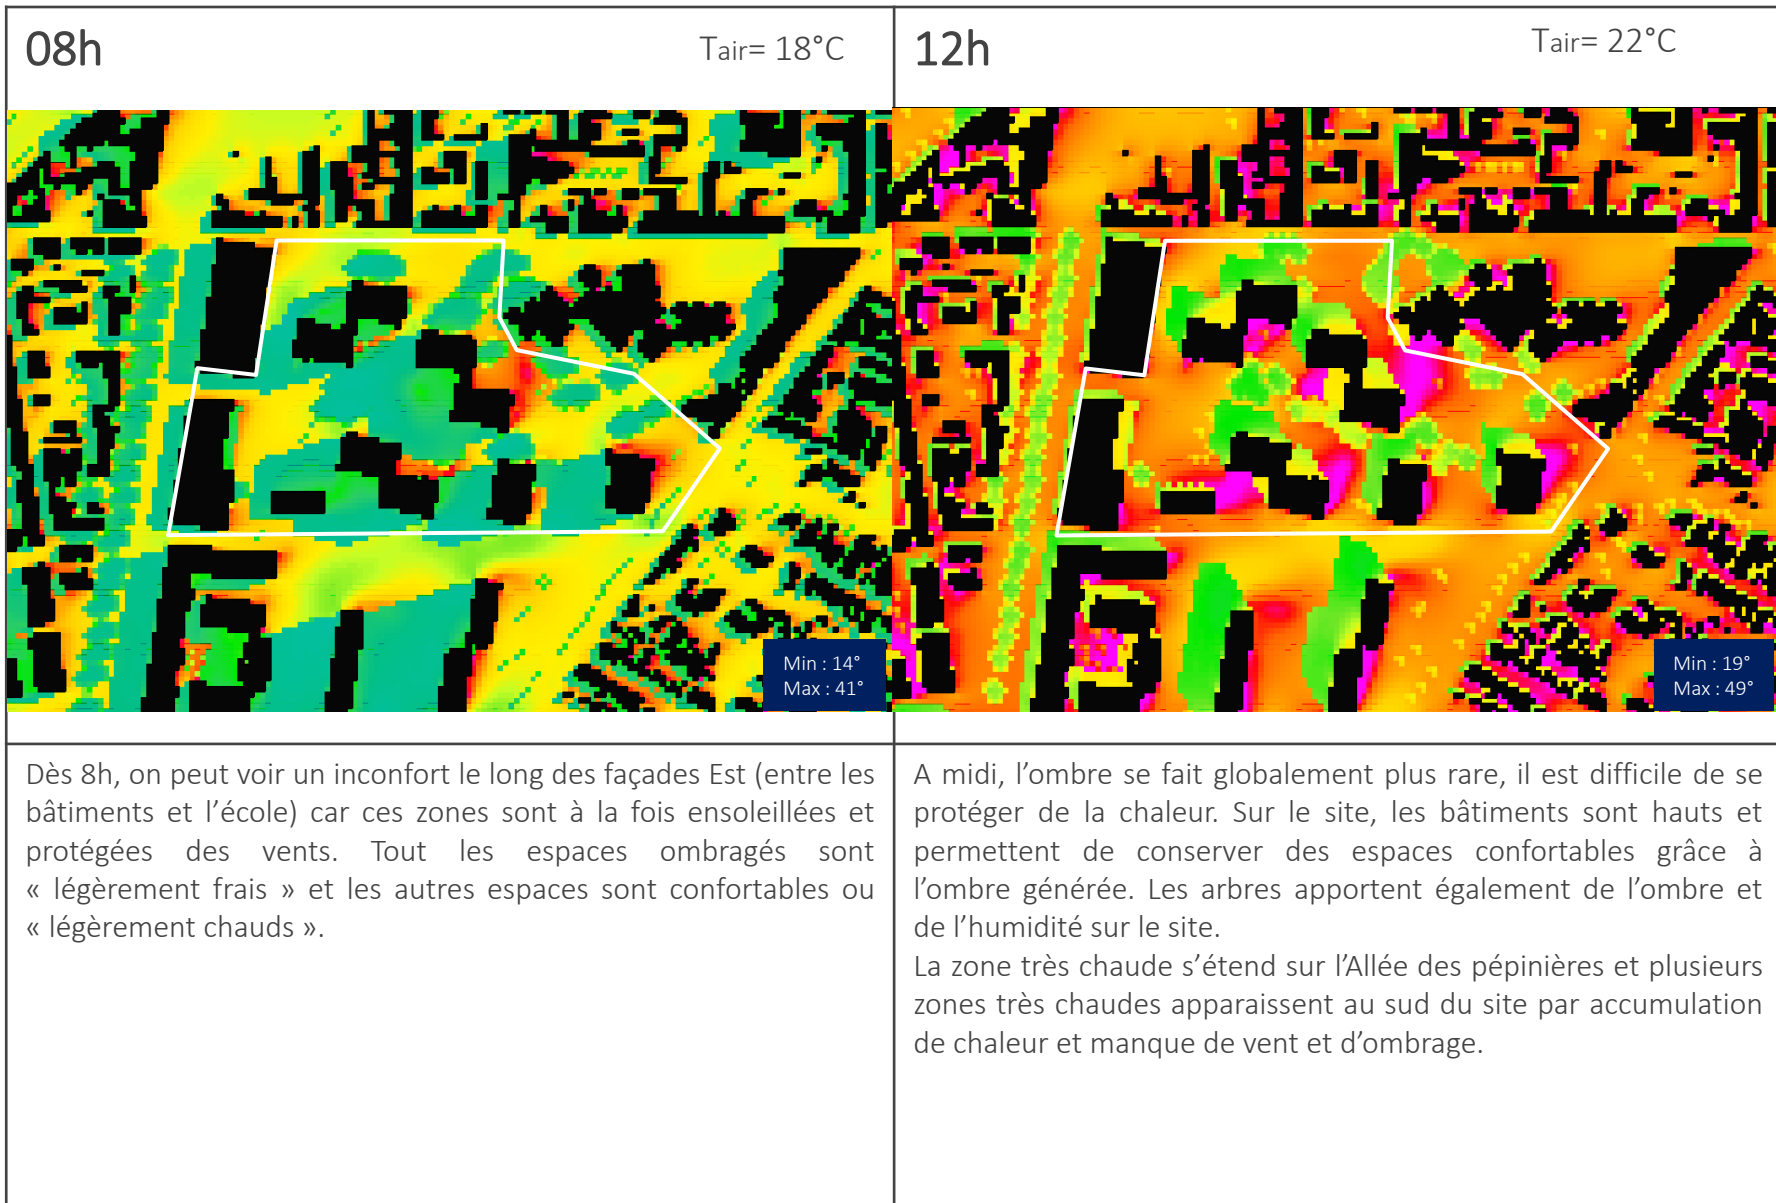 08h
Tair= 18°C
Min : 14°
Max : 41°
Dès 8h, on peut voir un inconfort le long des façades Est (entre les
bâtiments et l’école) car ces zones sont à la fois ensoleillées et
protégées des vents. Tout les espaces ombragés sont
« légèrement frais » et les autres espaces sont confortables ou
« légèrement chauds ».
12h
Tair= 22°C
Min : 19°
Max : 49°
A midi, l’ombre se fait globalement plus rare, il est difficile de se
protéger de la chaleur. Sur le site, les bâtiments sont hauts et
permettent de conserver des espaces confortables grâce à
l’ombre générée. Les arbres apportent également de l’ombre et
de l’humidité sur le site.
La zone très chaude s’étend sur l’Allée des pépinières et plusieurs
zones très chaudes apparaissent au sud du site par accumulation
de chaleur et manque de vent et d’ombrage.